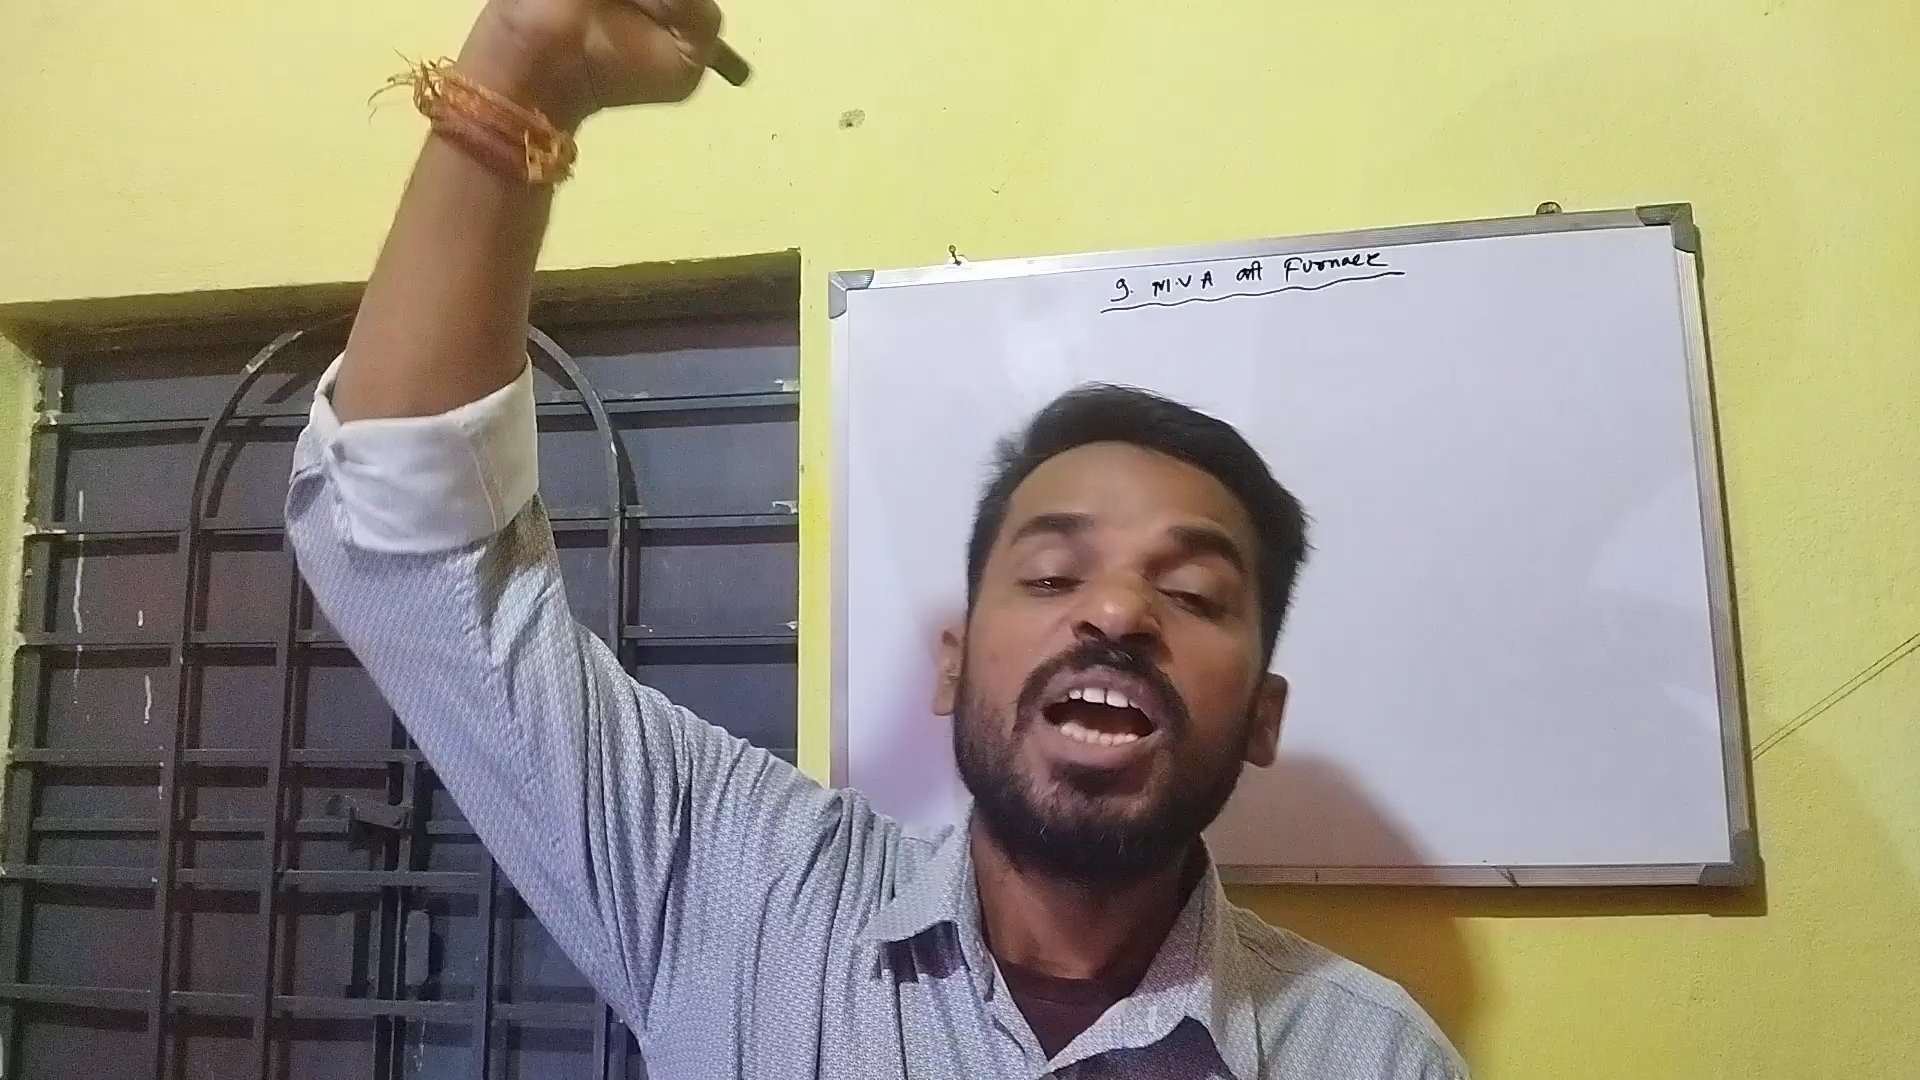 9. M.V A की Furnace